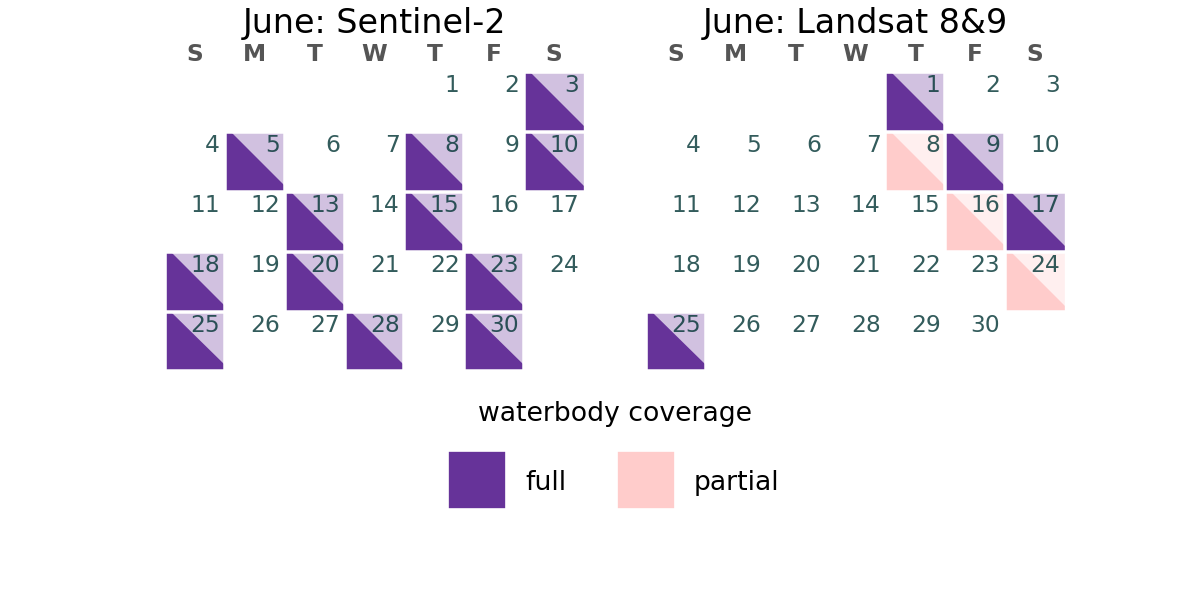 June: Sentinel-2
S M T W T F S
1 2 3
4 5 6 7 8 9 10
11 12 13 14 15 16 17
18 19 20 21 22 23 24
25 26 27 28 29 30
June: Landsat 8&9
S M T W T F S
1 2 3
4 5 6 7 8 9 10
11 12 13 14 15 16 17
18 19 20 21 22 23 24
25 26 27 28 29 30
waterbody coverage
full partial